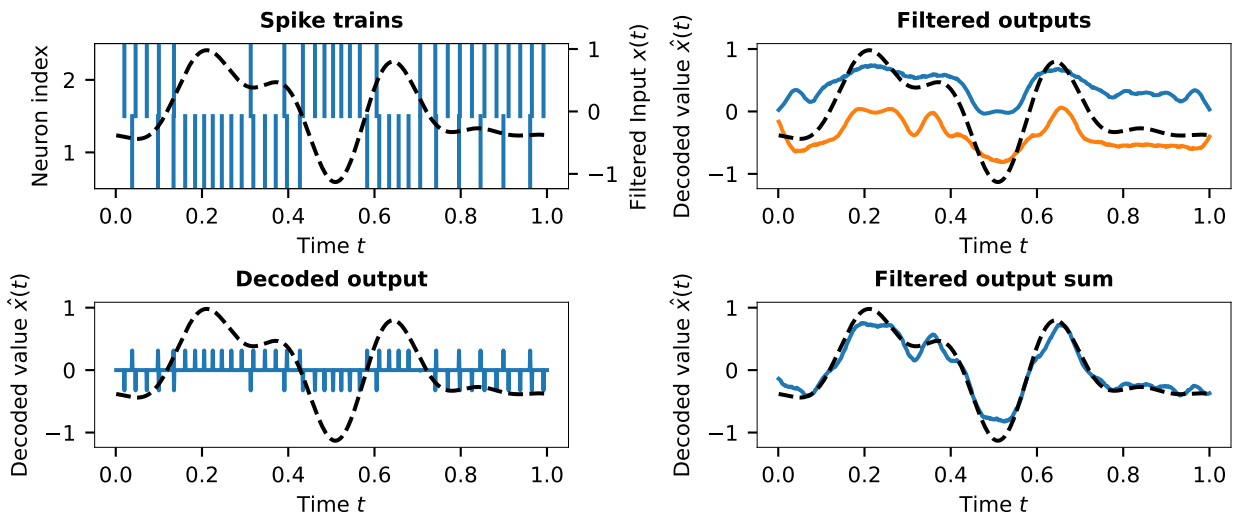 Spike trains
Neuron index
2
1
Filtered Input x(t)
1
0
−1
0.0 0.2 0.4 0.6 0.8 1.0
Time t
Filtered outputs
Decoded value x̂(t)
1
0
−1
0.0 0.2 0.4 0.6 0.8 1.0
Time t
Decoded output
Decoded value x̂(t)
1
0
−1
0.0 0.2 0.4 0.6 0.8 1.0
Time t
Filtered output sum
Decoded value x̂(t)
1
0
−1
0.0 0.2 0.4 0.6 0.8 1.0
Time t